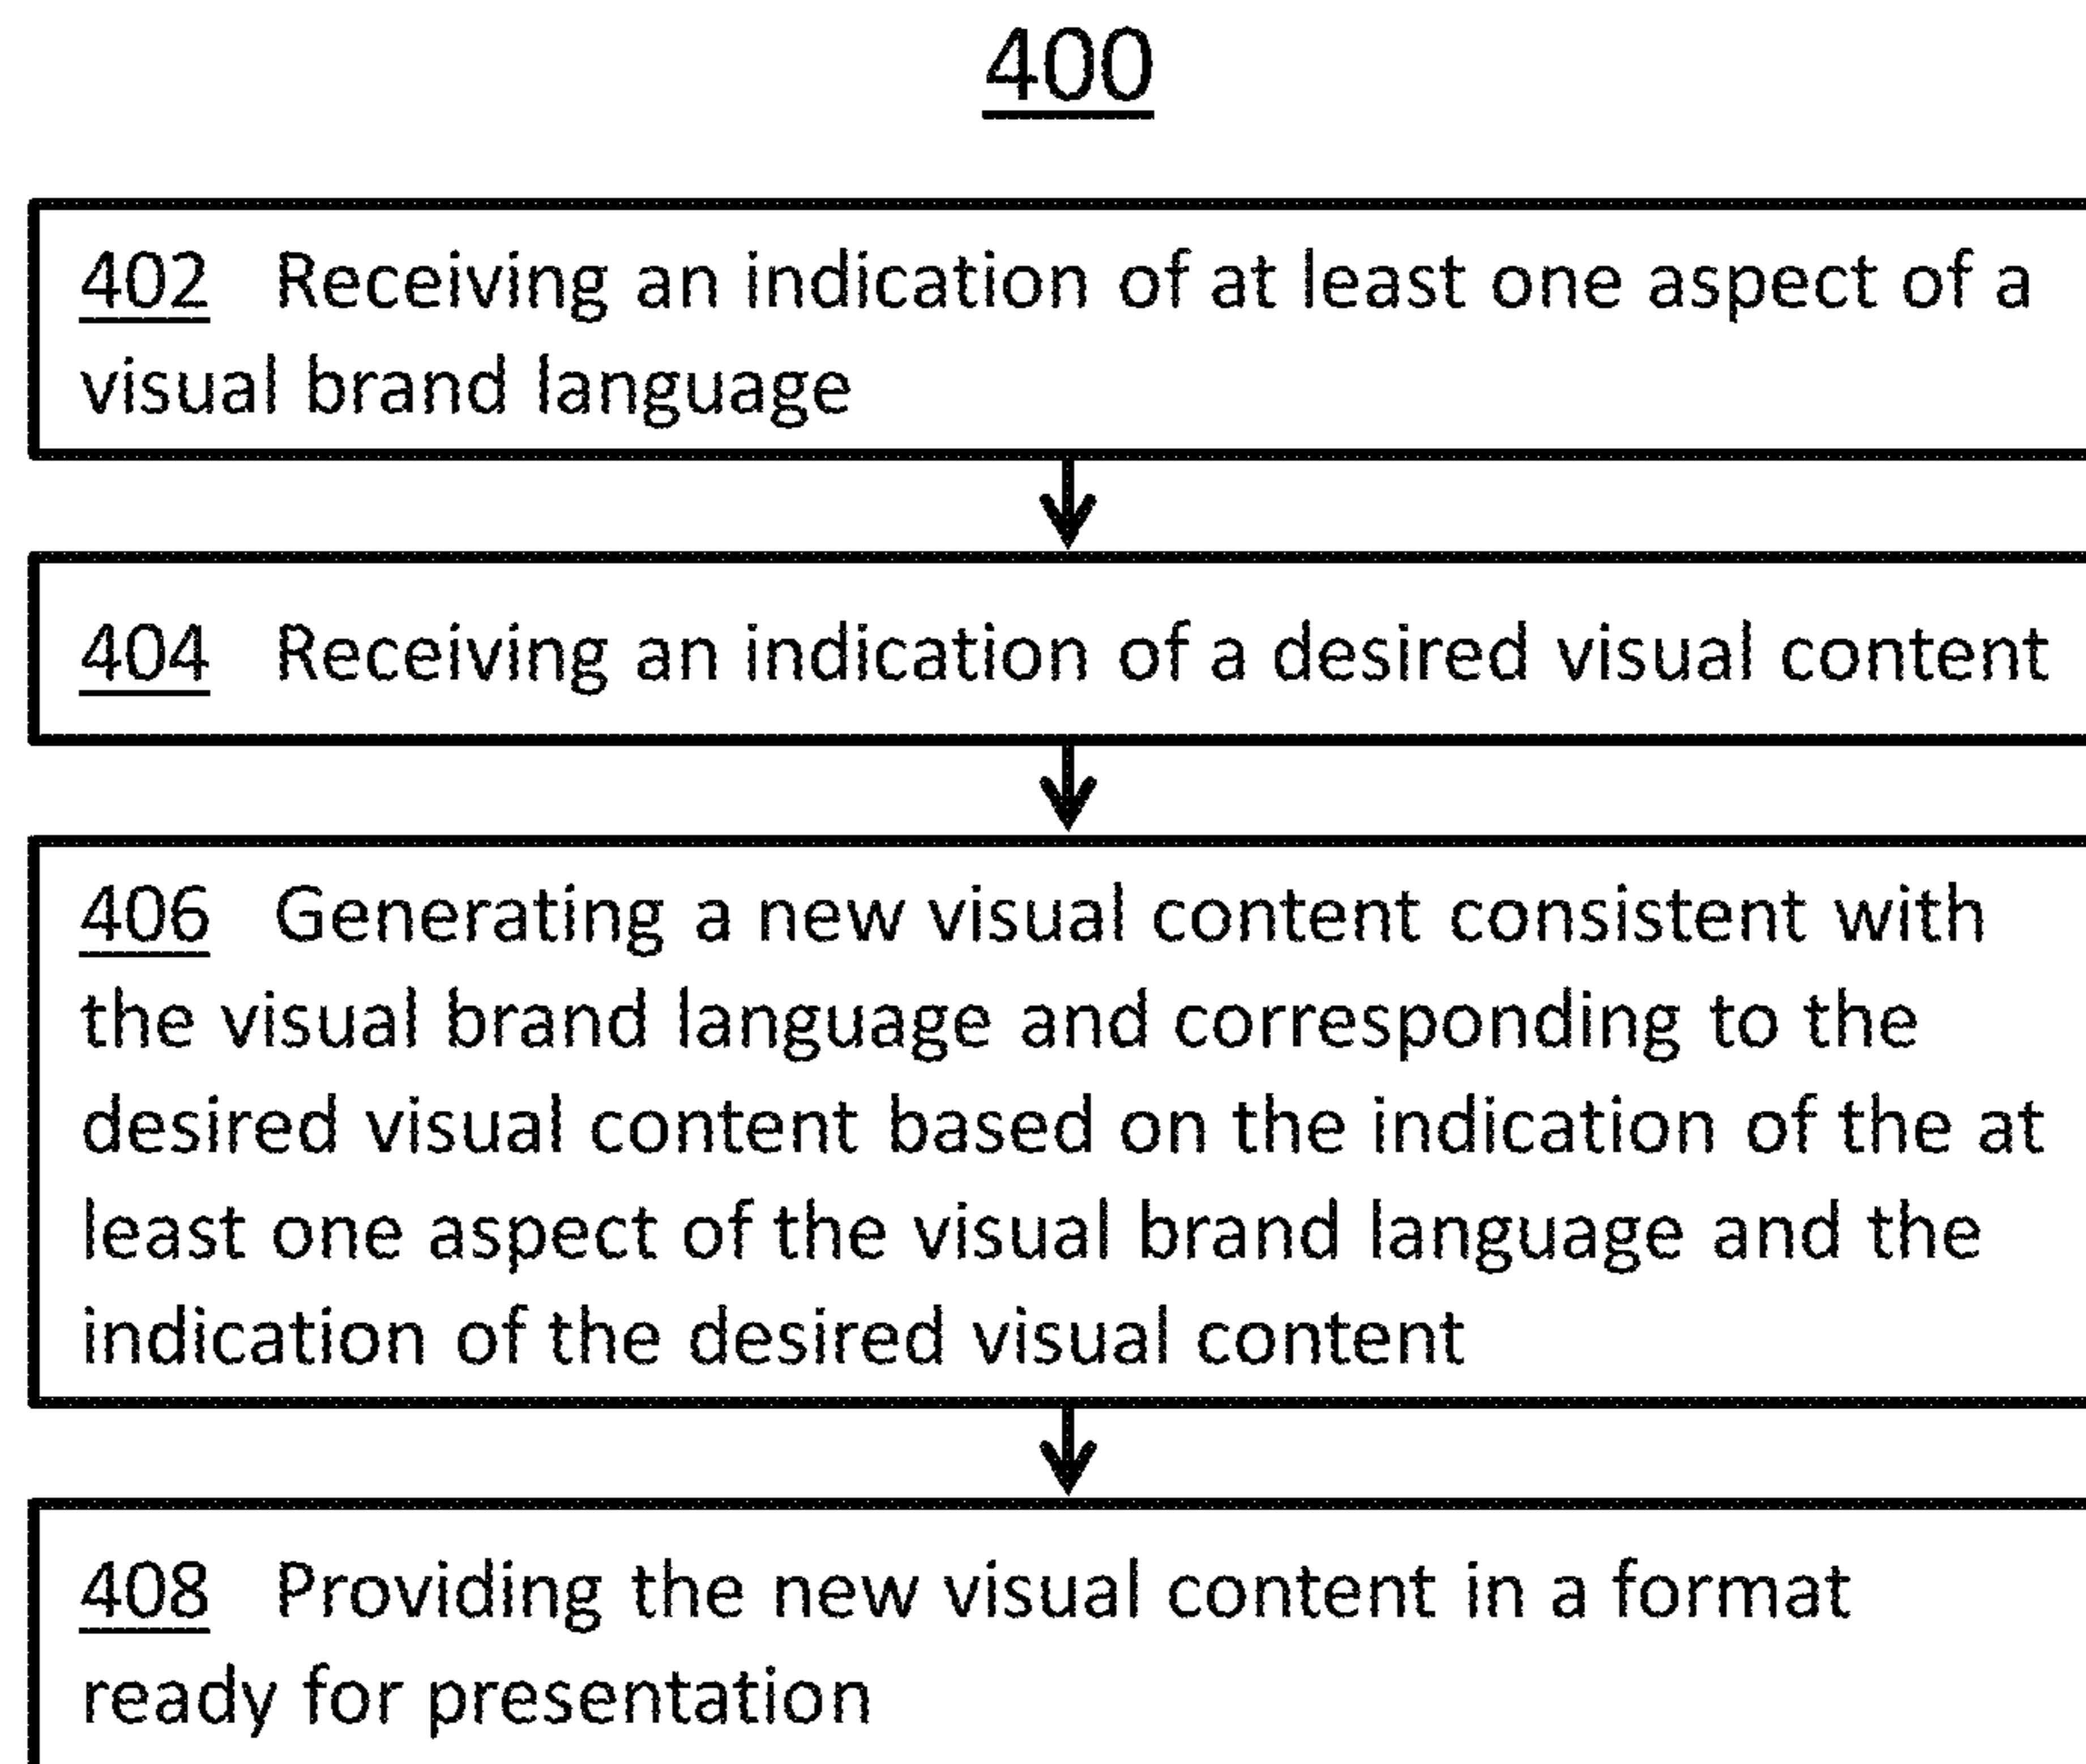 400
402 Receiving an indication of at least one aspect of a
visual brand language
404 Receiving an indication of a desired visual content
406 Generating a new visual content consistent with
the visual brand language and corresponding to the
desired visual content based on the indication of the at
least one aspect of the visual brand language and the
indication of the desired visual content
408 Providing the new visual content in a format
ready for presentation